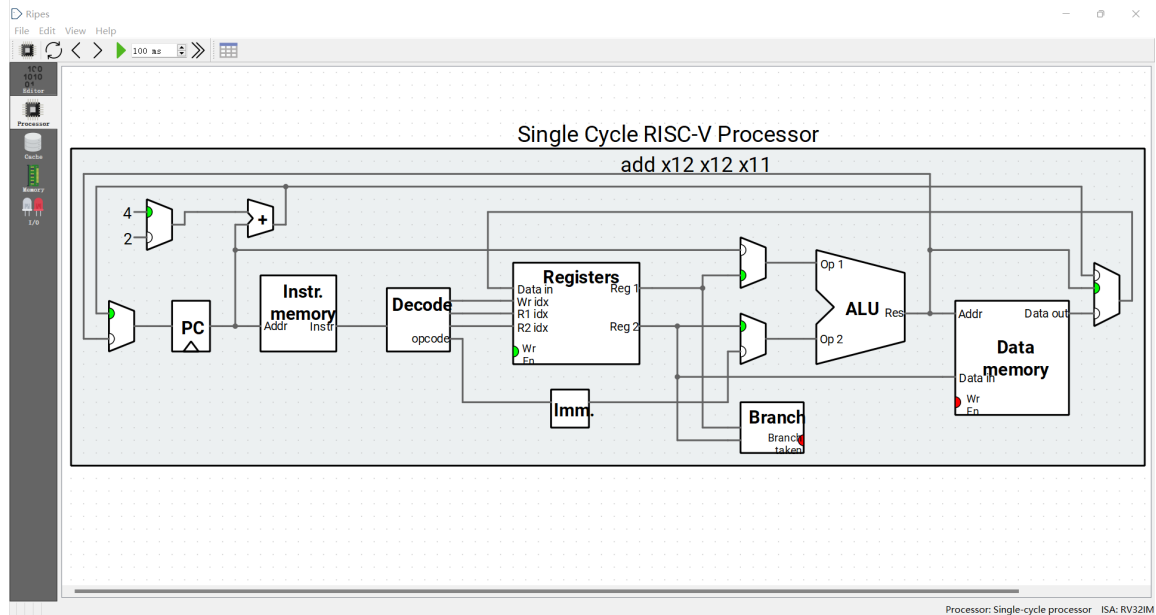 Ripes
File Edit View Help
100 ms
100
1010
01
Editor
Processor
Cache
Memory
I/O
Single Cycle RISC-V Processor
add x12 x12 x11
4
2
+
PC
Instr.
memory
Addr
Instr
Decode
opcode
Registers
Data in
Wr idx
R1 idx
R2 idx
Wr
En
Reg 1
Reg 2
Imm.
Branch
Branch
taken
Op 1
Op 2
ALU
Res
Addr
Data out
Data
memory
Data in
Wr
En
Processor: Single-cycle processor ISA: RV32IM